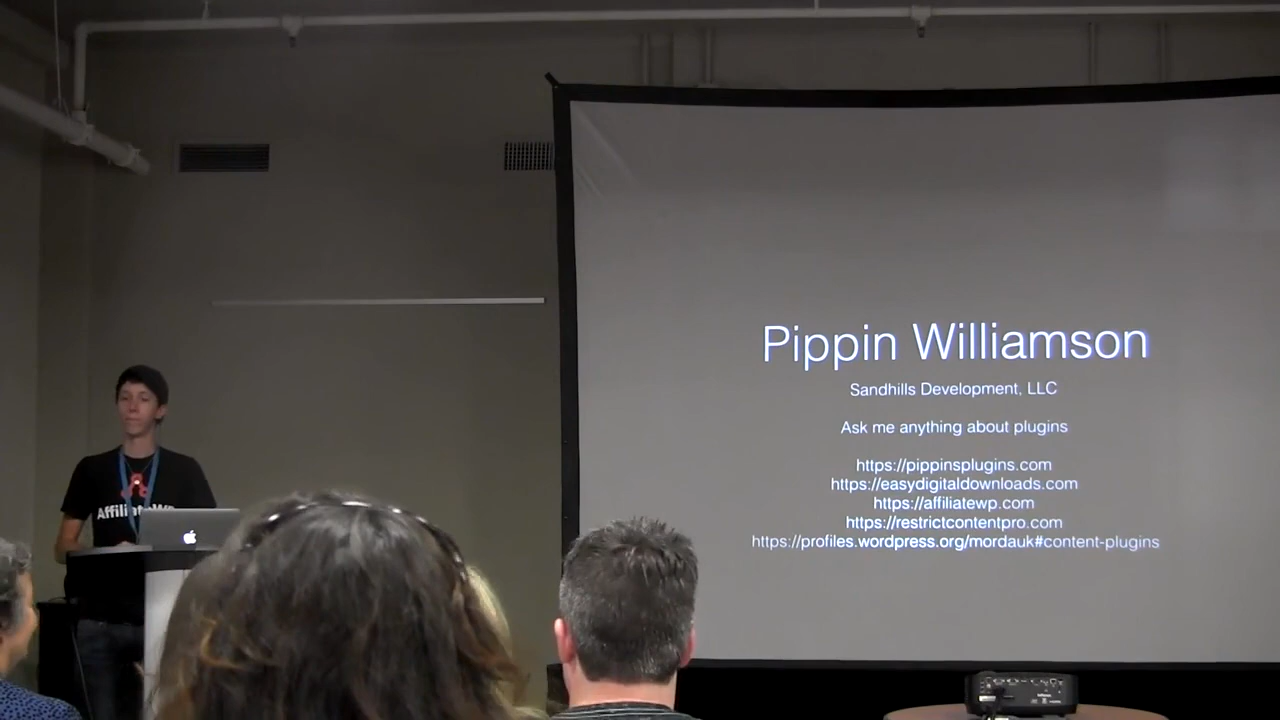 Pippin Williamson
Sandhills Development, LLC
Ask me anything about plugins
https://pippinsplugins.com
https://easydigitaldownloads.com
https://affiliatewp.com
https://restrictcontentpro.com
https://profiles.wordpress.org/mordauk#content-plugins
AffiliateWP